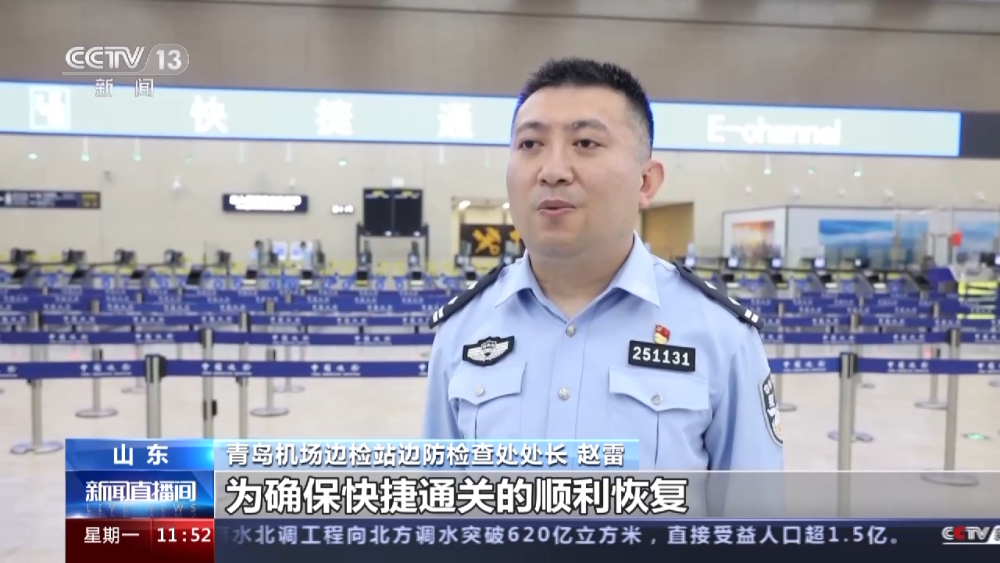 CCTV 13
新闻
快捷通 E-channel
251131
中国边检
山东
青岛机场边检站边防检查处处长 赵雷
新闻直播间
LIVE NEWS
为确保快捷通关的顺利恢复
星期一 11:52
水北调工程向北方调水突破620亿立方米，直接受益人口超1.5亿。
CCTV